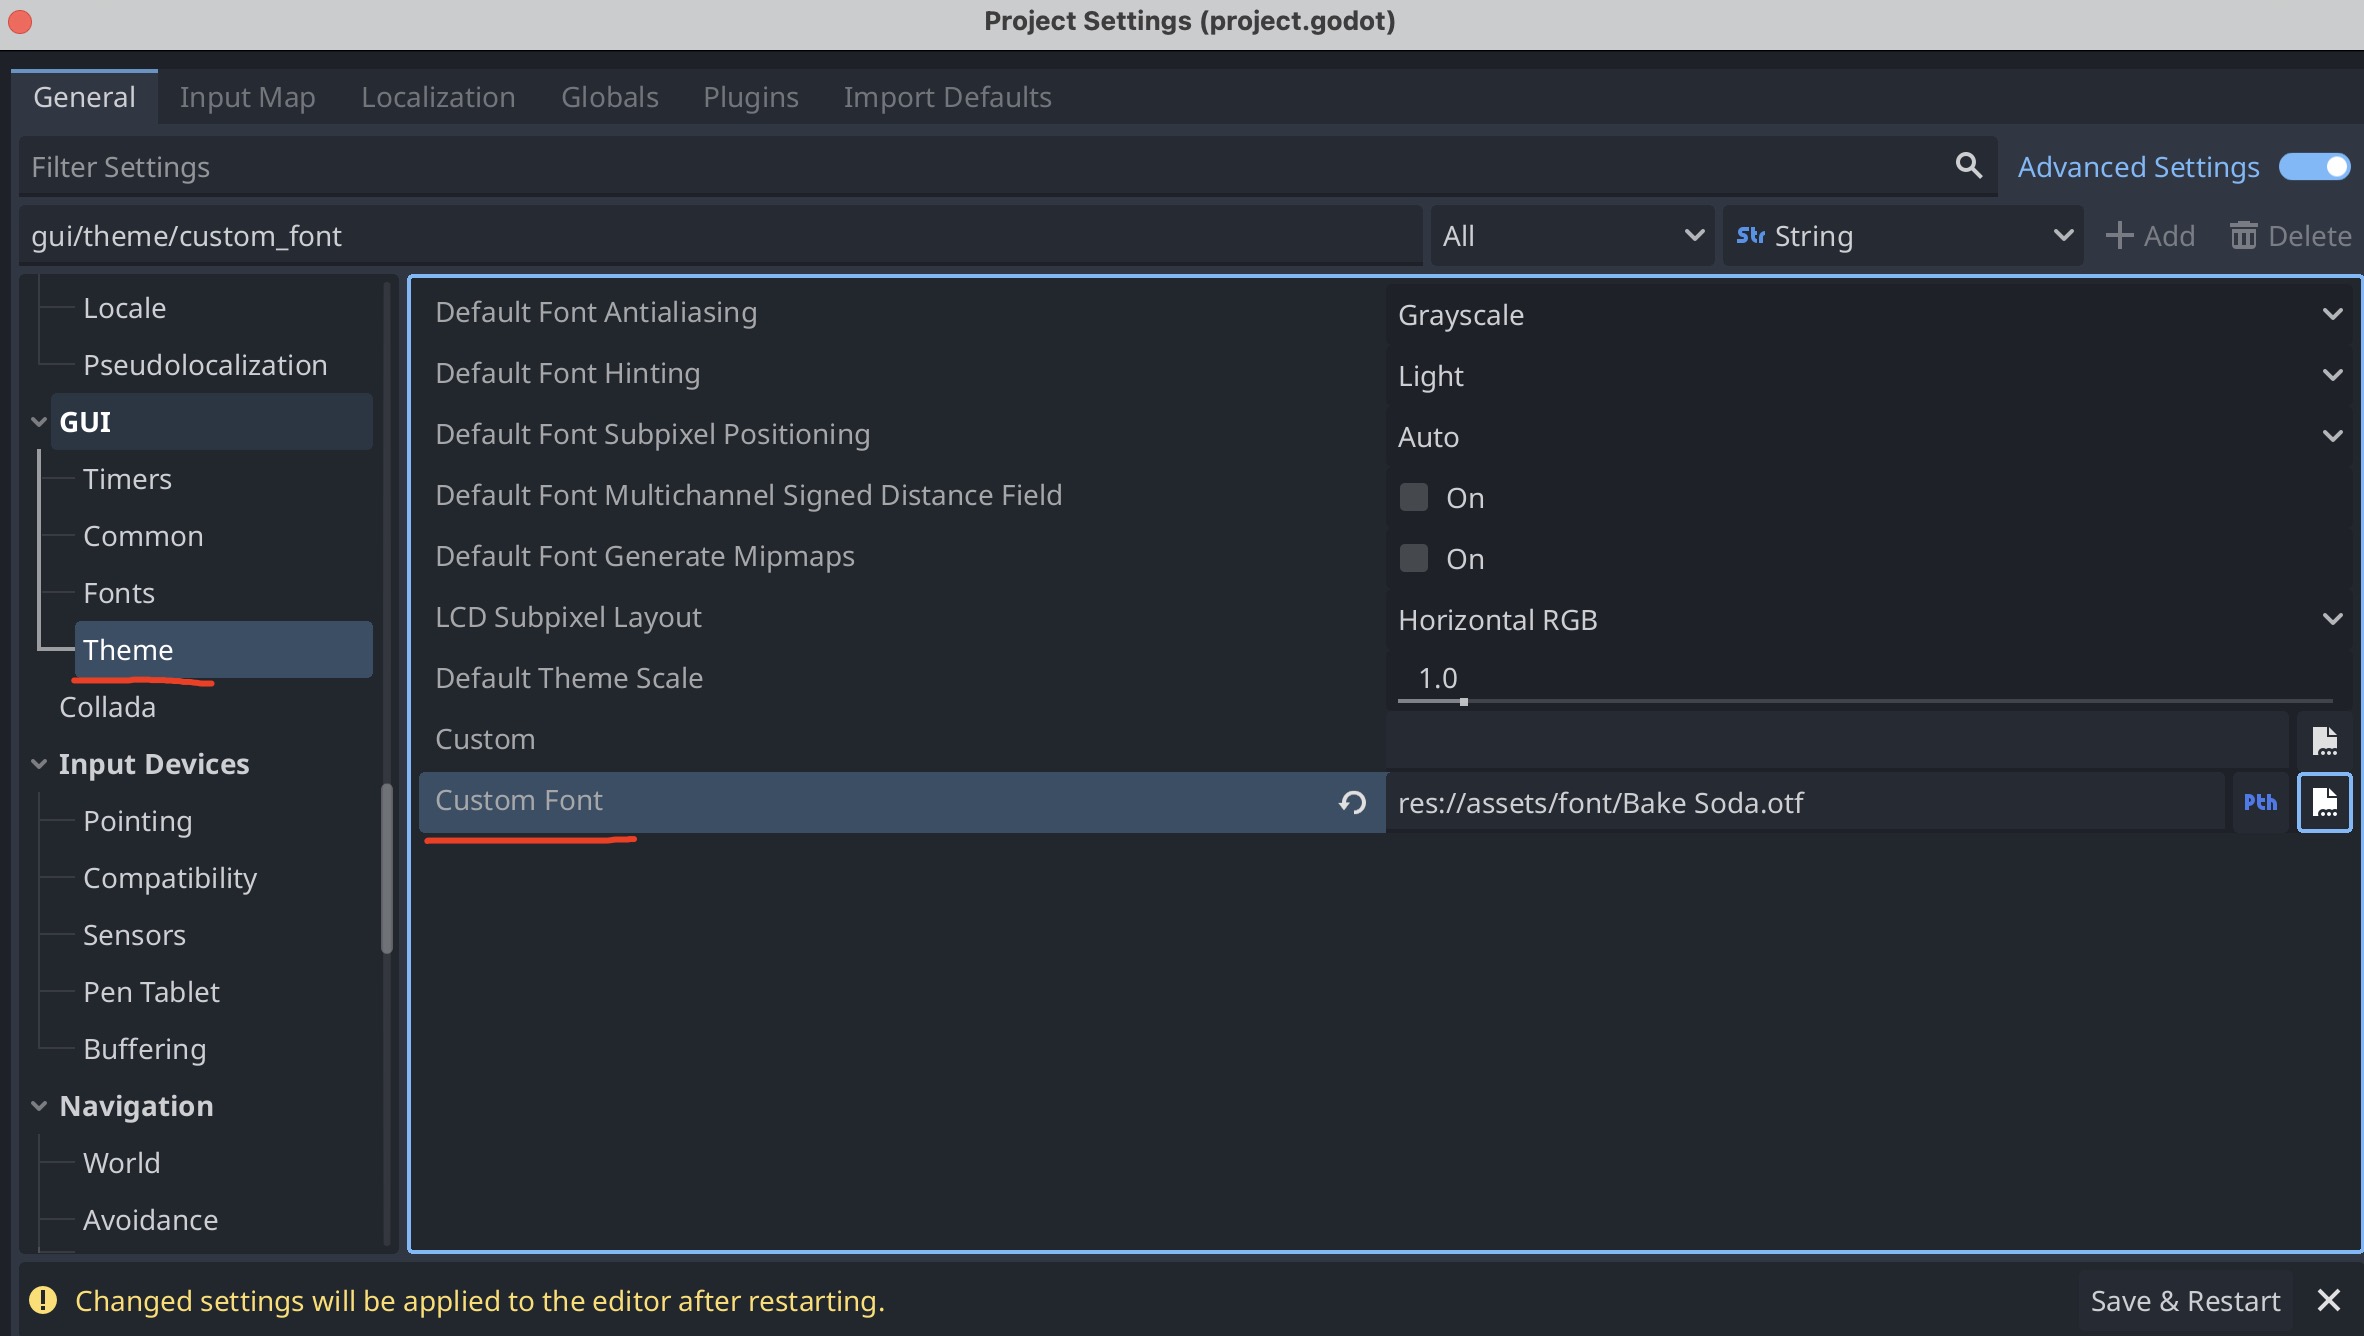 Project Settings (project.godot)
General Input Map Localization Globals Plugins Import Defaults
Filter Settings Advanced Settings
gui/theme/custom_font All Str String Add Delete
Locale
Pseudolocalization
GUI
Timers
Common
Fonts
Theme
Collada
Input Devices
Pointing
Compatibility
Sensors
Pen Tablet
Buffering
Navigation
World
Avoidance
Default Font Antialiasing Grayscale
Default Font Hinting Light
Default Font Subpixel Positioning Auto
Default Font Multichannel Signed Distance Field On
Default Font Generate Mipmaps On
LCD Subpixel Layout Horizontal RGB
Default Theme Scale 1.0
Custom
Custom Font res://assets/font/Bake Soda.otf Pth
Changed settings will be applied to the editor after restarting. Save & Restart